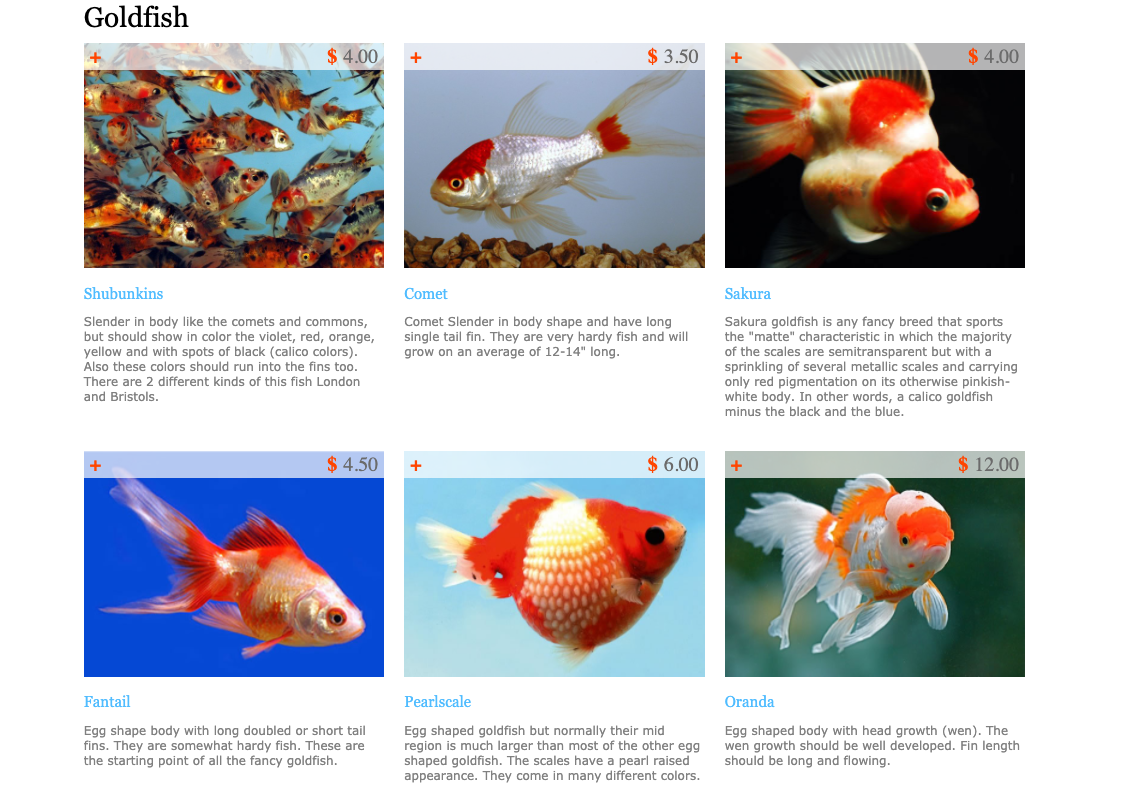 Goldfish
+ $ 4.00
+ $ 3.50
+ $ 4.00
Shubunkins
Slender in body like the comets and commons,
but should show in color the violet, red, orange,
yellow and with spots of black (calico colors).
Also these colors should run into the fins too.
There are 2 different kinds of this fish London
and Bristols.
Comet
Comet Slender in body shape and have long
single tail fin. They are very hardy fish and will
grow on an average of 12-14" long.
Sakura
Sakura goldfish is any fancy breed that sports
the "matte" characteristic in which the majority
of the scales are semitransparent but with a
sprinkling of several metallic scales and carrying
only red pigmentation on its otherwise pinkish-
white body. In other words, a calico goldfish
minus the black and the blue.
+ $ 4.50
+ $ 6.00
+ $ 12.00
Fantail
Egg shape body with long doubled or short tail
fins. They are somewhat hardy fish. These are
the starting point of all the fancy goldfish.
Pearlscale
Egg shaped goldfish but normally their mid
region is much larger than most of the other egg
shaped goldfish. The scales have a pearl raised
appearance. They come in many different colors.
Oranda
Egg shaped body with head growth (wen). The
wen growth should be well developed. Fin length
should be long and flowing.